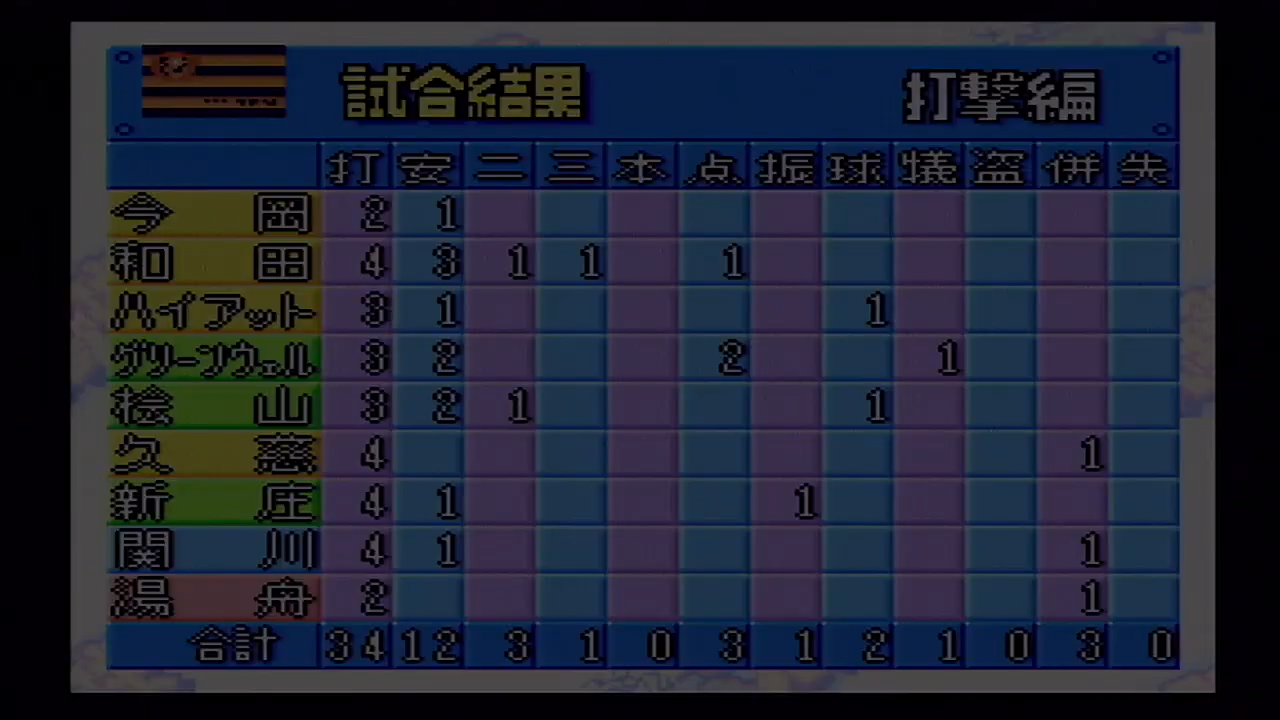 試合結果 打撃編
打 安 二 三 本 点 振 球 犠 盗 併 先
今岡 2 1
和田 4 3 1 1 1
ハイアット 3 1 1
グリーンウェル 3 2 2 1
桧山 3 2 1 1
久慈 4 1
新庄 4 1 1
関川 4 1 1
湯舟 2 1
合計 34 12 3 1 0 3 1 2 1 0 3 0